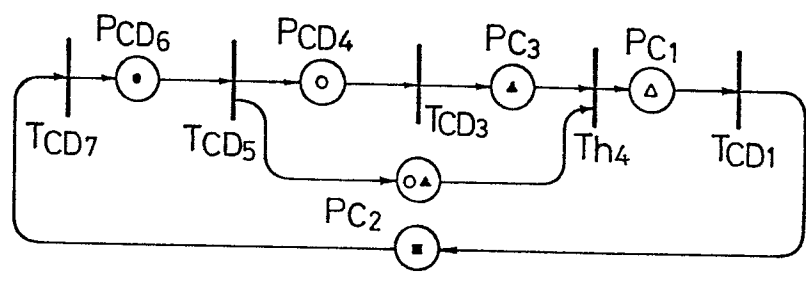 PCD6 PCD4 PC3 PC1
TCD7 TCD5 TCD3 Th4 TCD1
PC2